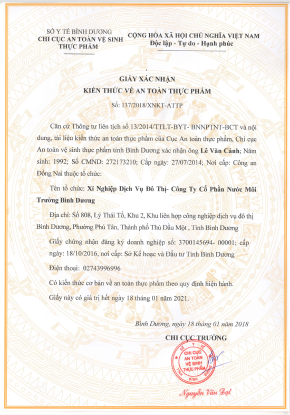 SỞ Y TẾ BÌNH DƯƠNG
CHI CỤC AN TOÀN VỆ SINH
THỰC PHẨM
CỘNG HÒA XÃ HỘI CHỦ NGHĨA VIỆT NAM
Độc lập - Tự do - Hạnh phúc
GIẤY XÁC NHẬN
KIẾN THỨC VỀ AN TOÀN THỰC PHẨM
Số: 137/2018/XNKT-ATTP
Căn cứ Thông tư liên tịch số 13/2014/TTLT-BYT- BNNPTNT-BCT và nội
dung, tài liệu kiến thức an toàn thực phẩm của Cục An toàn thực phẩm, Chi cục
An toàn vệ sinh thực phẩm tỉnh Bình Dương xác nhận ông Lê Văn Cảnh; Năm
sinh: 1992; Số CMND: 272173210; Cấp ngày: 27/07/2014; Nơi cấp: Công an
Đồng Nai thuộc tổ chức:
Tên tổ chức: Xí Nghiệp Dịch Vụ Đô Thị- Công Ty Cổ Phần Nước Môi
Trường Bình Dương
Địa chỉ: Số 808, Lý Thái Tổ, Khu 2, Khu liên hợp công nghiệp dịch vụ đô thị
Bình Dương, Phường Phú Tân, Thành phố Thủ Dầu Một , Tỉnh Bình Dương
Giấy chứng nhận đăng ký doanh nghiệp số: 3700145694- 00001; cấp
ngày: 18/10/2016, nơi cấp: Sở Kế hoạch và Đầu tư Tỉnh Bình Dương.
Điện thoại: 02743996996
Có kiến thức cơ bản về an toàn thực phẩm theo quy định hiện hành.
Giấy này có giá trị hết ngày 18 tháng 01 năm 2021.
Bình Dương, ngày 18 tháng 01 năm 2018
CHI CỤC TRƯỞNG
CHI CỤC
AN TOÀN
VỆ SINH
THỰC PHẨM
Nguyễn Văn Đạt